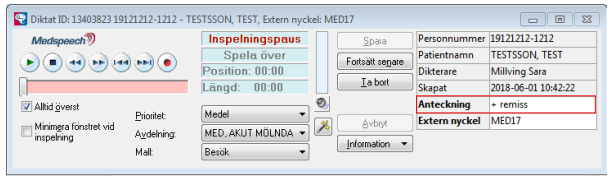 Diktat ID: 13403823 19121212-1212 - TESTSSON, TEST, Extern nyckel: MED17
Medspeech
Inspelningspaus
Spela över
Position: 00:00
Längd: 00:00
Alltid överst
Minimera fönstret vid
inspelning
Prioritet: Medel
Avdelning: MED, AKUT MÖLNDA
Mall: Besök
Spara
Fortsätt senare
Ta bort
Avbryt
Information
Personnummer 19121212-1212
Patientnamn TESTSSON, TEST
Dikterare Millving Sara
Skapat 2018-06-01 10:42:22
Anteckning + remiss
Extern nyckel MED17